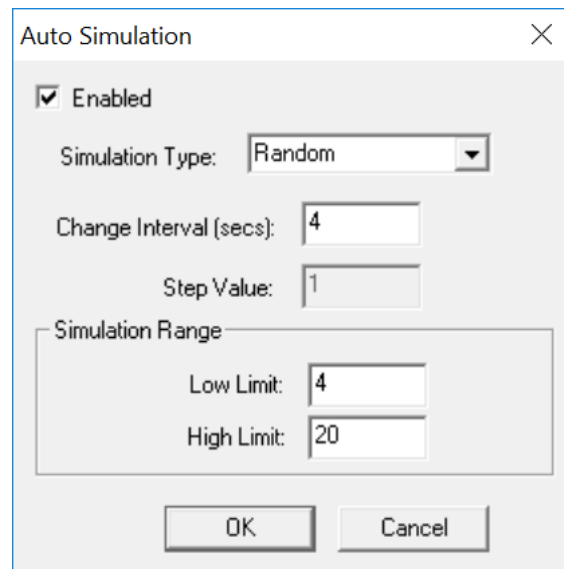 Auto Simulation
Enabled
Simulation Type: Random
Change Interval (secs): 4
Step Value: 1
Simulation Range
Low Limit: 4
High Limit: 20
OK Cancel